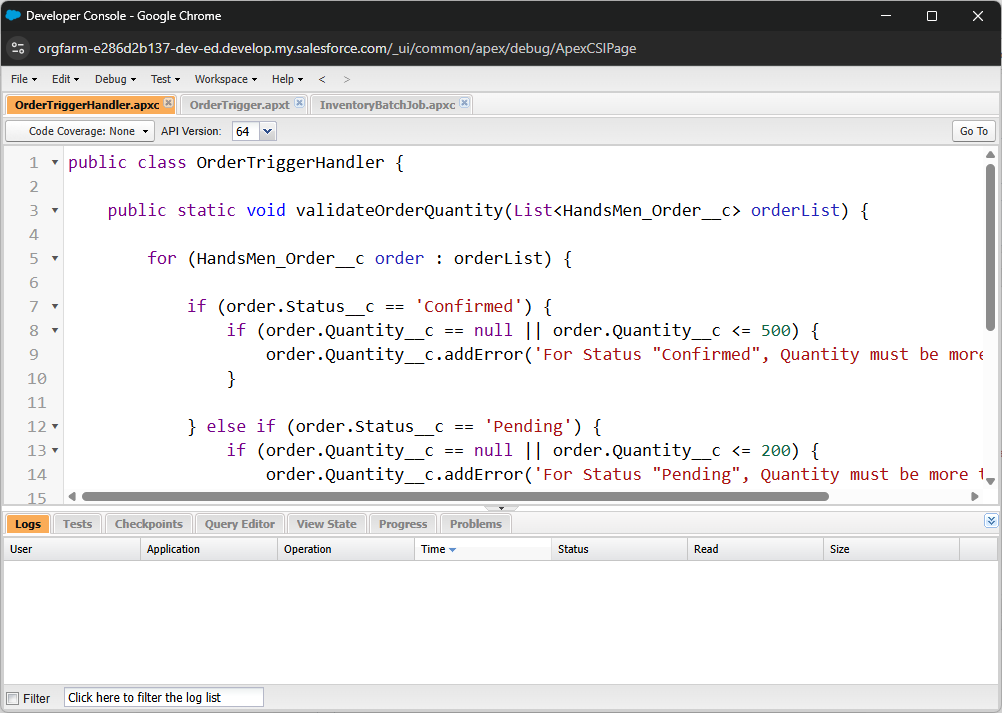 Developer Console - Google Chrome
orgfarm-e286d2b137-dev-ed.develop.my.salesforce.com/_ui/common/apex/debug/ApexCSIPage
File Edit Debug Test Workspace Help < >
OrderTriggerHandler.apxc OrderTrigger.apxt InventoryBatchJob.apxc
Code Coverage: None API Version: 64 Go To
1 public class OrderTriggerHandler {
2
3 public static void validateOrderQuantity(List<HandsMen_Order__c> orderList) {
4
5 for (HandsMen_Order__c order : orderList) {
6
7 if (order.Status__c == 'Confirmed') {
8 if (order.Quantity__c == null || order.Quantity__c <= 500) {
9 order.Quantity__c.addError('For Status "Confirmed", Quantity must be more
10 }
11
12 } else if (order.Status__c == 'Pending') {
13 if (order.Quantity__c == null || order.Quantity__c <= 200) {
14 order.Quantity__c.addError('For Status "Pending", Quantity must be more
15
Logs Tests Checkpoints Query Editor View State Progress Problems
User Application Operation Time Status Read Size
Filter Click here to filter the log list